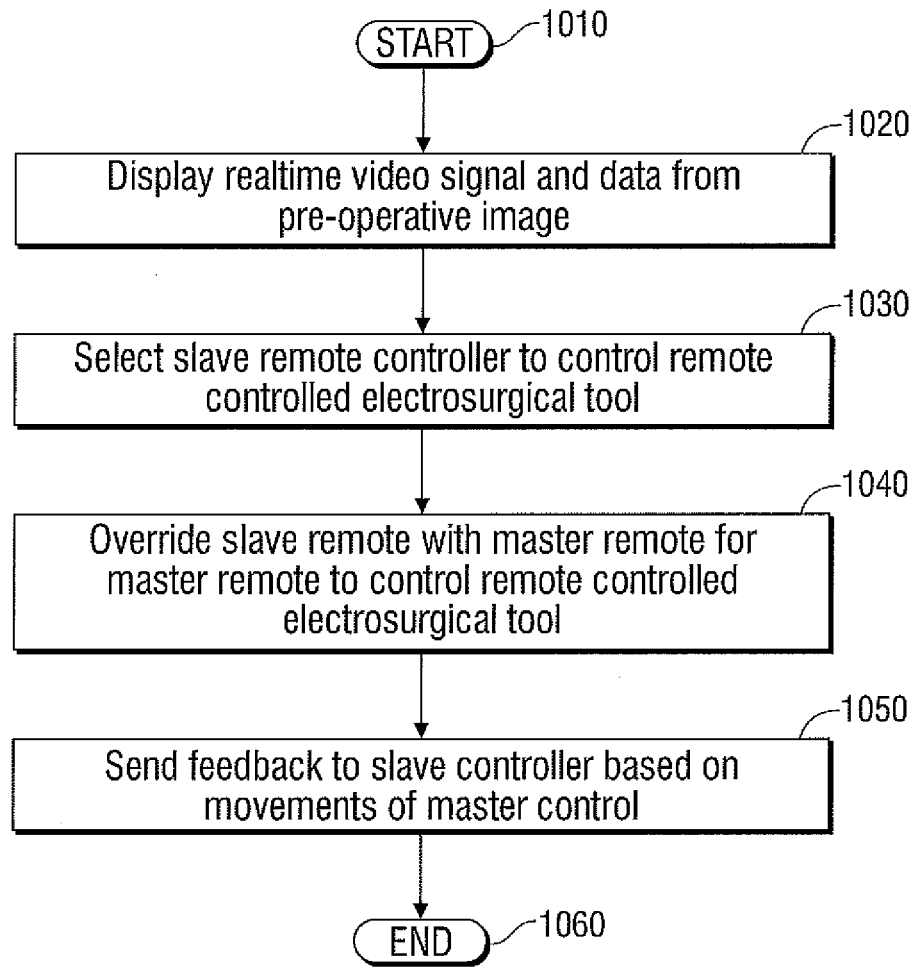 START
1010
1020
Display realtime video signal and data from
pre-operative image
1030
Select slave remote controller to control remote
controlled electrosurgical tool
1040
Override slave remote with master remote for
master remote to control remote controlled
electrosurgical tool
1050
Send feedback to slave controller based on
movements of master control
END
1060